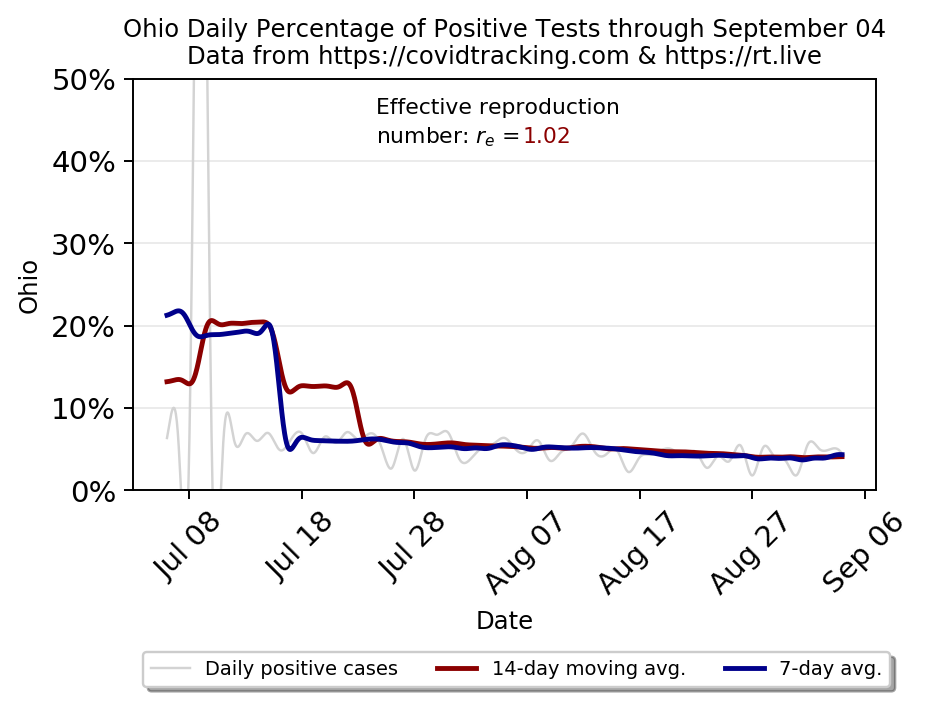 Ohio Daily Percentage of Positive Tests through September 04
Data from https://covidtracking.com & https://rt.live
50%
40%
30%
20%
10%
0%
Ohio
Effective reproduction
number: rₑ =1.02
Jul 08
Jul 18
Jul 28
Aug 07
Aug 17
Aug 27
Sep 06
Date
Daily positive cases
14-day moving avg.
7-day avg.